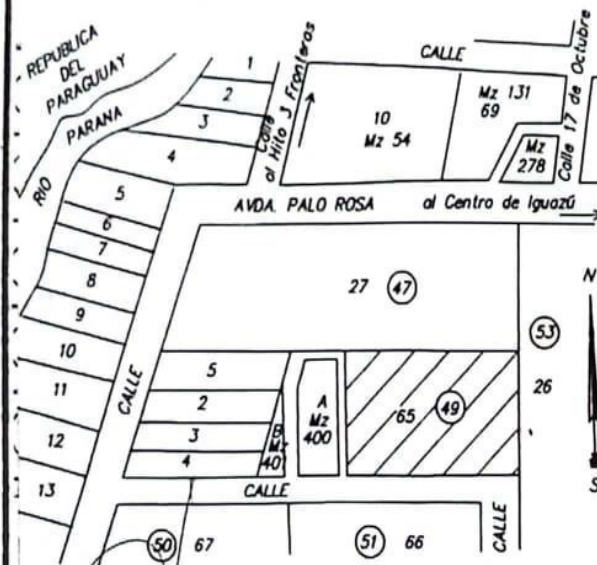 REPUBLICA
DEL
PARAGUUAY
RIO
PARANA
1
2
3
4
5
6
7
8
9
10
11
12
13
Calle
al Hito 3 Fronteras
CALLE
10
Mz 54
Mz 131
69
Mz
278
Calle 17 de Octubre
AVDA. PALO ROSA
al Centro de Iguazú
27
47
53
26
N
S
CALLE
5
2
3
4
B
Mz
401
A
Mz
400
65
49
CALLE
50
67
51
66
CALLE